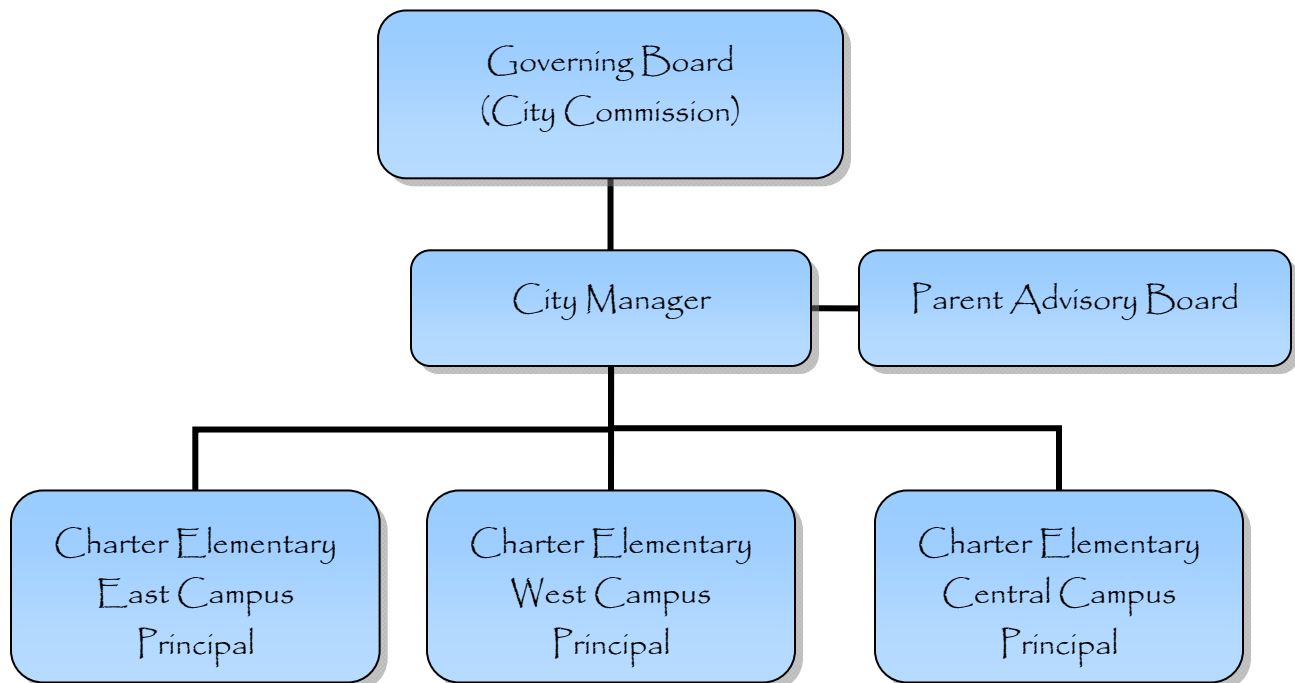 Governing Board
(City Commission)
City Manager
Parent Advisory Board
Charter Elementary
East Campus
Principal
Charter Elementary
West Campus
Principal
Charter Elementary
Central Campus
Principal